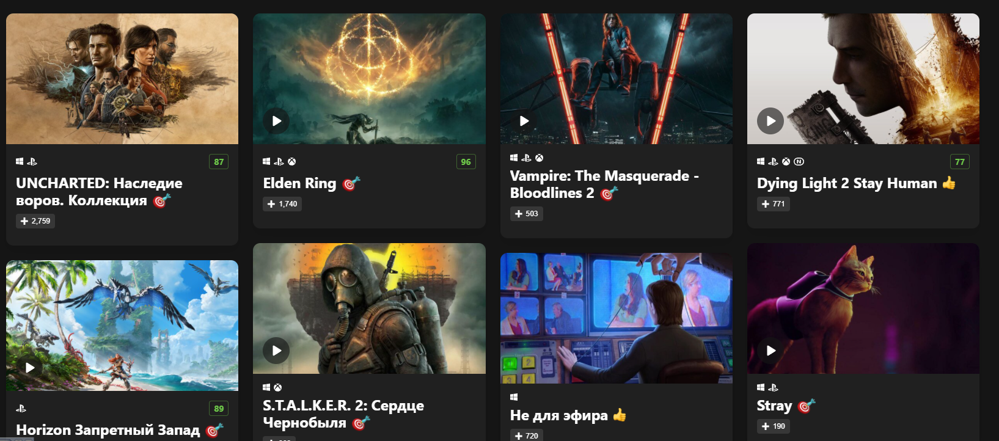 87
UNCHARTED: Наследие
воров. Коллекция
2,759
96
Elden Ring
1,740
Vampire: The Masquerade -
Bloodlines 2
503
77
Dying Light 2 Stay Human
771
89
Horizon Запретный Запад
S.T.A.L.K.E.R. 2: Сердце
Чернобыля
Не для эфира
720
Stray
190